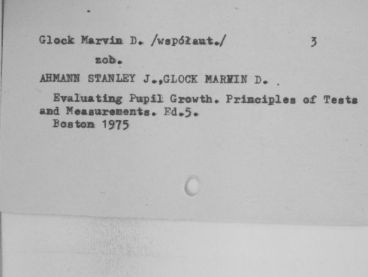 Glock Marvin D. /współaut./ 3
zob.
AHMANN STANLEY J.,GLOCK MARVIN D.
Evaluating Pupil Growth. Principles of Tests
and Measurements. Ed.5.
Boston 1975